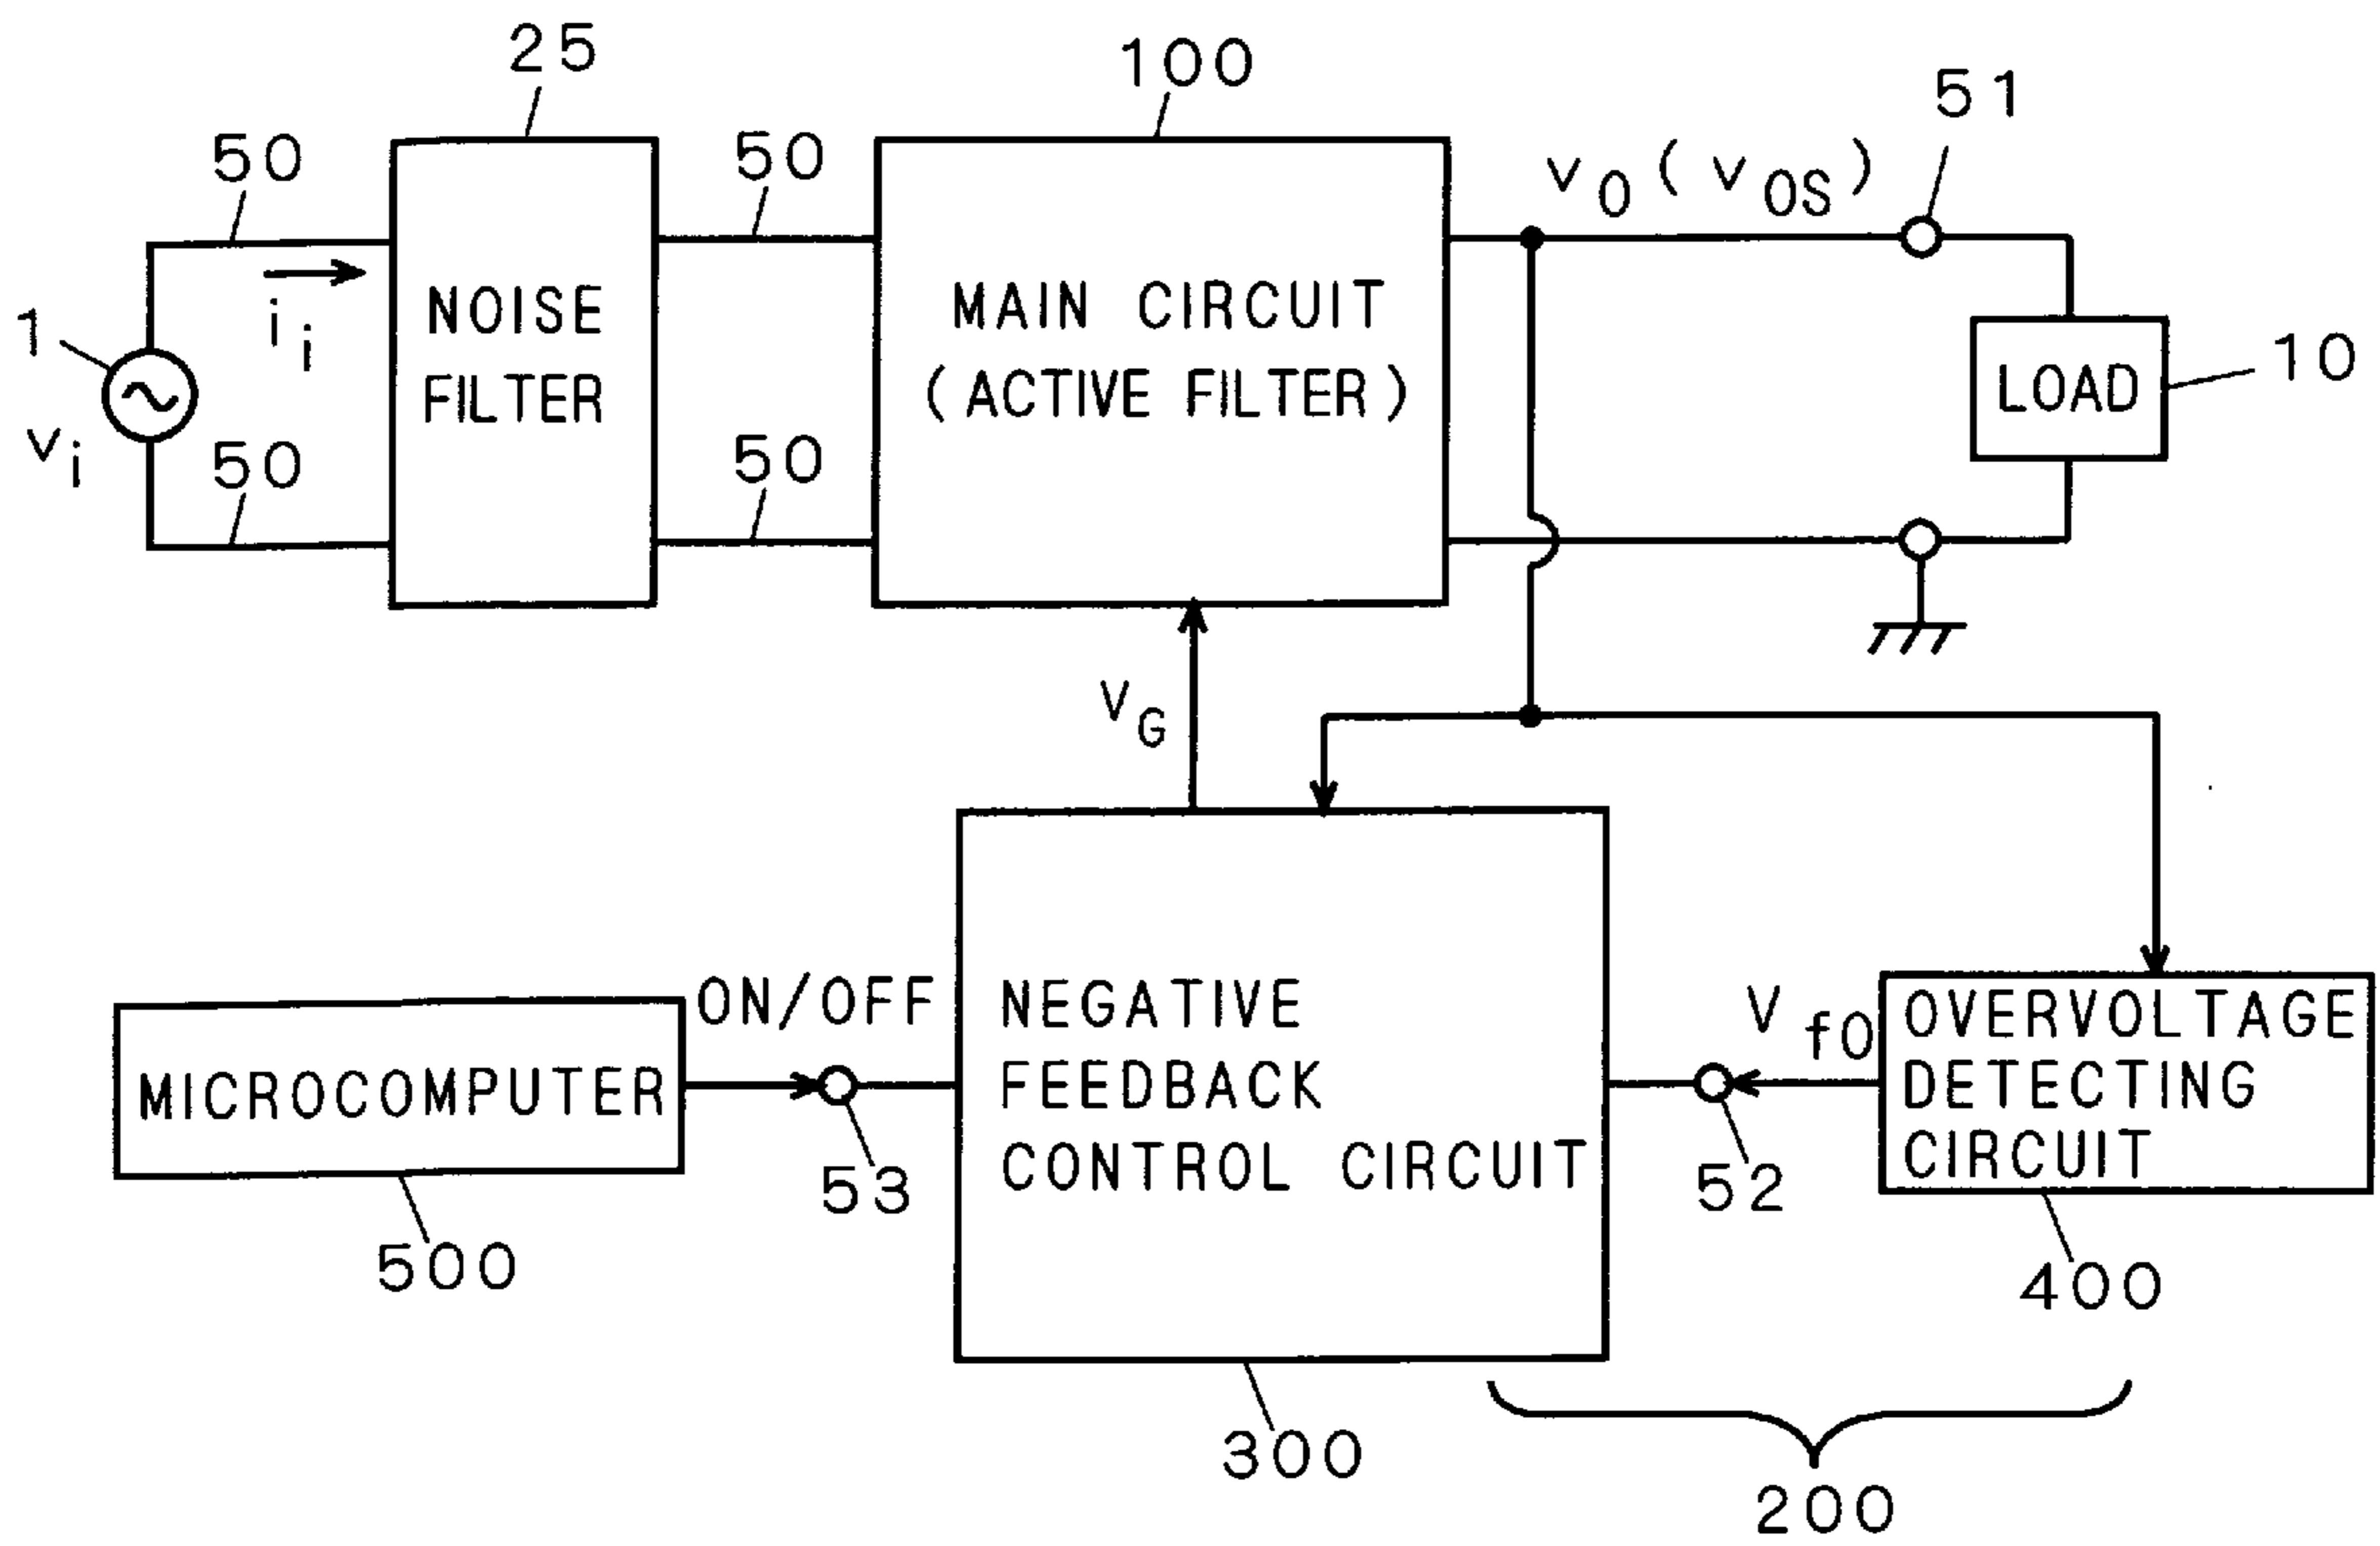 25
100
51
50
50
v0 (v0S)
ii
1
NOISE
FILTER
MAIN CIRCUIT
(ACTIVE FILTER)
LOAD
10
vi
50
50
VG
ON/OFF
MICROCOMPUTER
53
500
NEGATIVE
FEEDBACK
CONTROL CIRCUIT
Vf0
52
OVERVOLTAGE
DETECTING
CIRCUIT
400
300
200